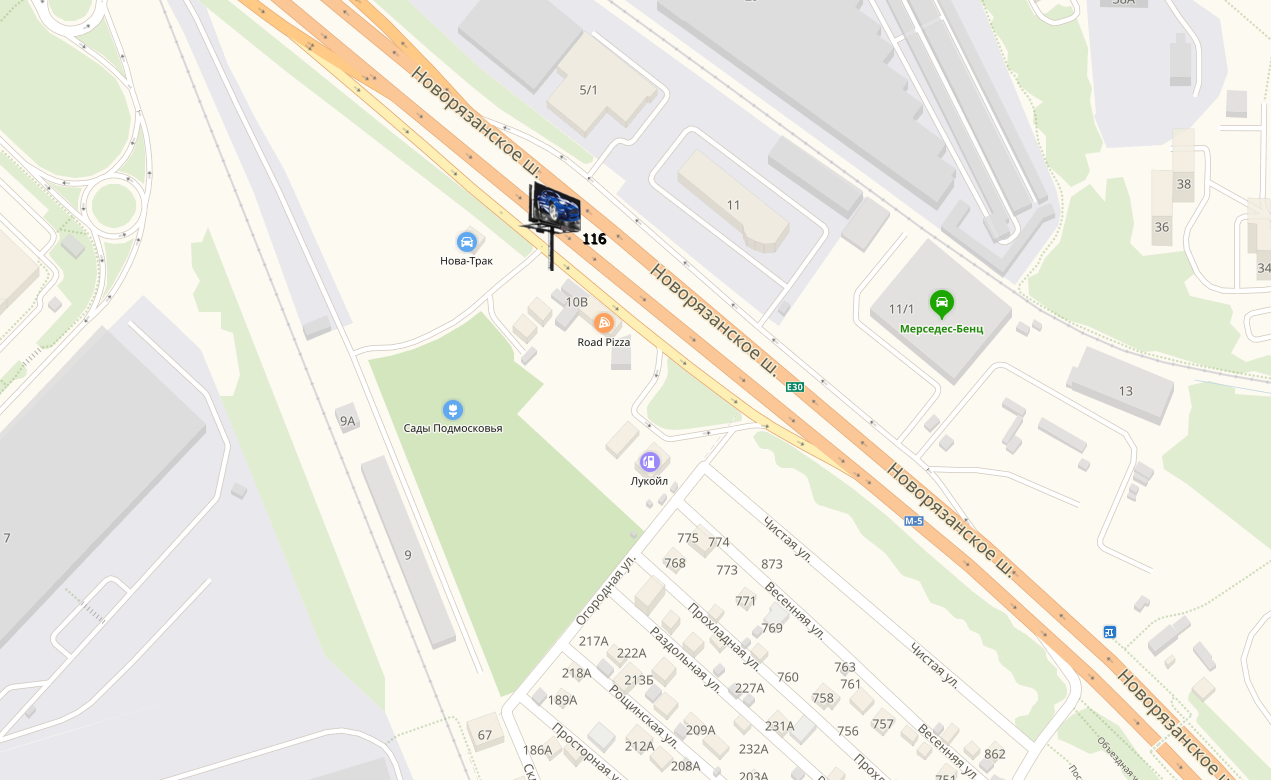 38А
Новорязанское ш.
5/1
38
11
36
116
Нова-Трак
34
Новорязанское ш.
10В
11/1
Road Pizza
Мерседес-Бенц
E30
13
9А
Сады Подмосковья
Лукойл
Новорязанское ш.
М-5
7
775
774
Чистая ул.
9
768
773
873
Огородная ул.
771
Весенняя ул.
769
Прохладная ул.
217А
Раздольная ул.
222А
Чистая ул.
763
218А
213Б
760
761
227А
189А
Рощинская ул.
758
Новорязанское
757
231А
209А
756
67
Просторная ул.
Весенняя ул.
186А
212А
232А
862
Объездная
208А
203А
751